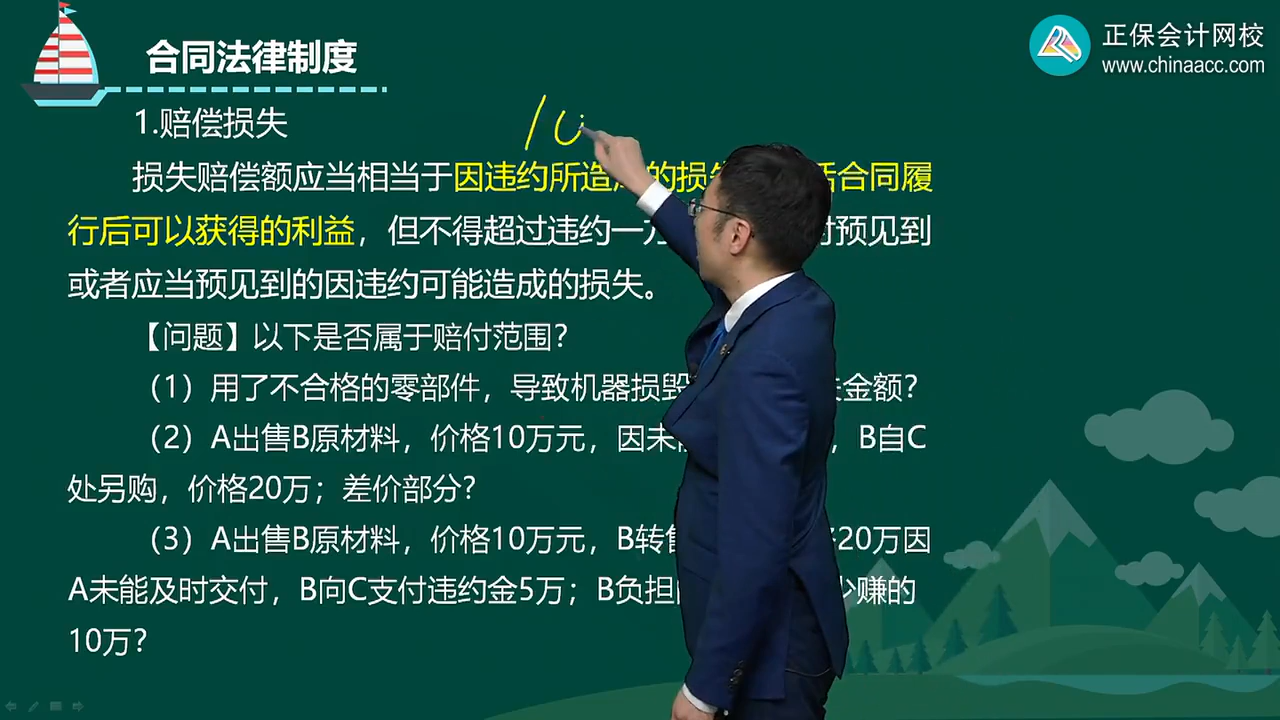 合同法律制度
正保会计网校
www.chinaacc.com
1.赔偿损失
10
损失赔偿额应当相当于因违约所造成的损 合同履
行后可以获得的利益，但不得超过违约一方 时预见到
或者应当预见到的因违约可能造成的损失。
【问题】以下是否属于赔付范围？
（1）用了不合格的零部件，导致机器损毁 金额？
（2）A出售B原材料，价格10万元，因未 ，B自C
处另购，价格20万；差价部分？
（3）A出售B原材料，价格10万元，B转售 20万因
A未能及时交付，B向C支付违约金5万；B负担 少赚的
10万？